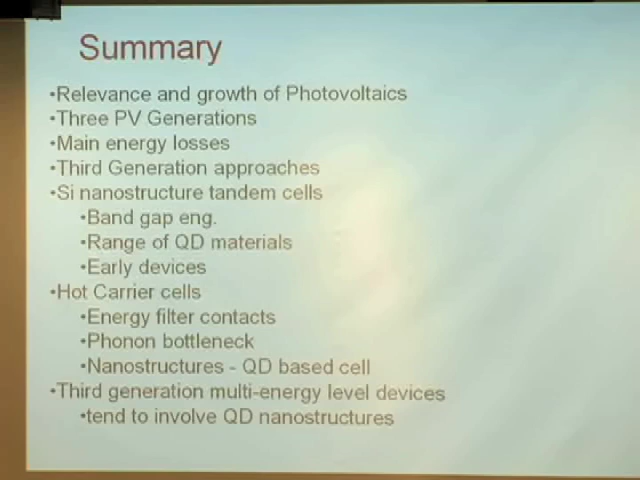 Summary
•Relevance and growth of Photovoltaics
•Three PV Generations
•Main energy losses
•Third Generation approaches
•Si nanostructure tandem cells
•Band gap eng.
•Range of QD materials
•Early devices
•Hot Carrier cells
•Energy filter contacts
•Phonon bottleneck
•Nanostructures - QD based cell
•Third generation multi-energy level devices
•tend to involve QD nanostructures